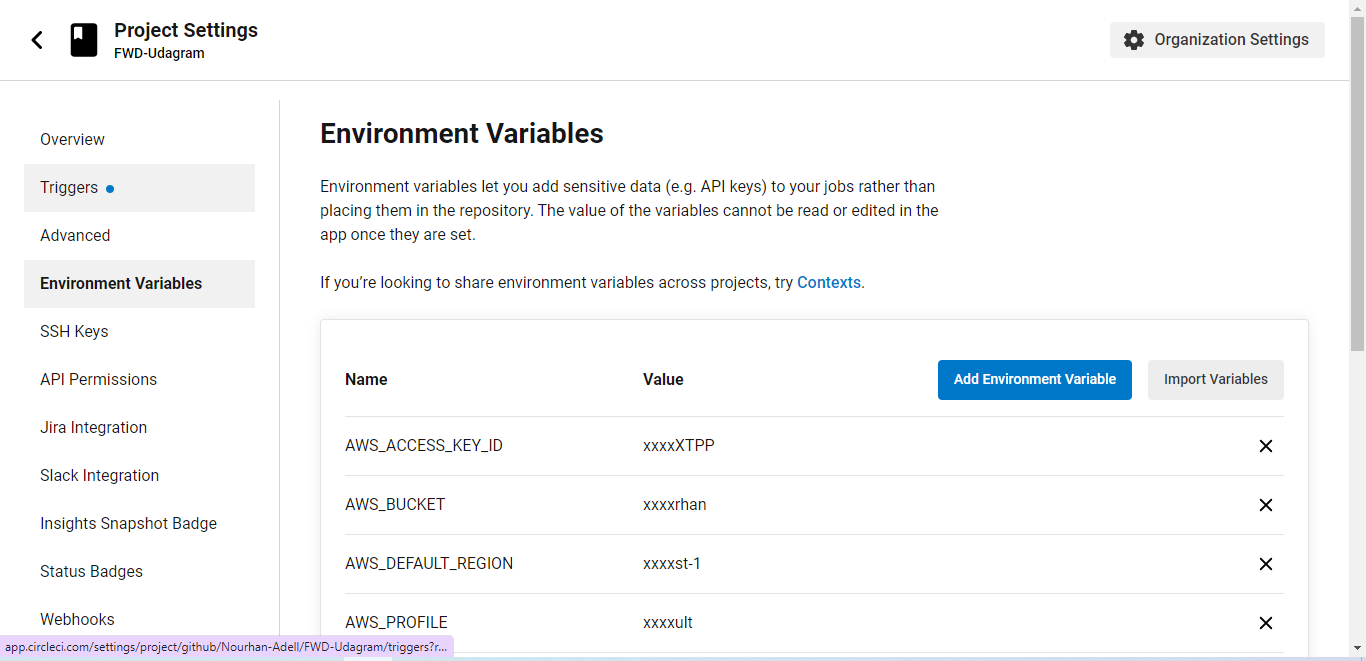 Project Settings
FWD-Udagram
Organization Settings
Overview
Triggers
Advanced
Environment Variables
SSH Keys
API Permissions
Jira Integration
Slack Integration
Insights Snapshot Badge
Status Badges
Webhooks
Environment Variables
Environment variables let you add sensitive data (e.g. API keys) to your jobs rather than
placing them in the repository. The value of the variables cannot be read or edited in the
app once they are set.
If you’re looking to share environment variables across projects, try Contexts.
Name Value Add Environment Variable Import Variables
AWS_ACCESS_KEY_ID xxxxXTPP
AWS_BUCKET xxxxrhan
AWS_DEFAULT_REGION xxxxst-1
AWS_PROFILE xxxxult
app.circleci.com/settings/project/github/Nourhan-Adell/FWD-Udagram/triggers?r...